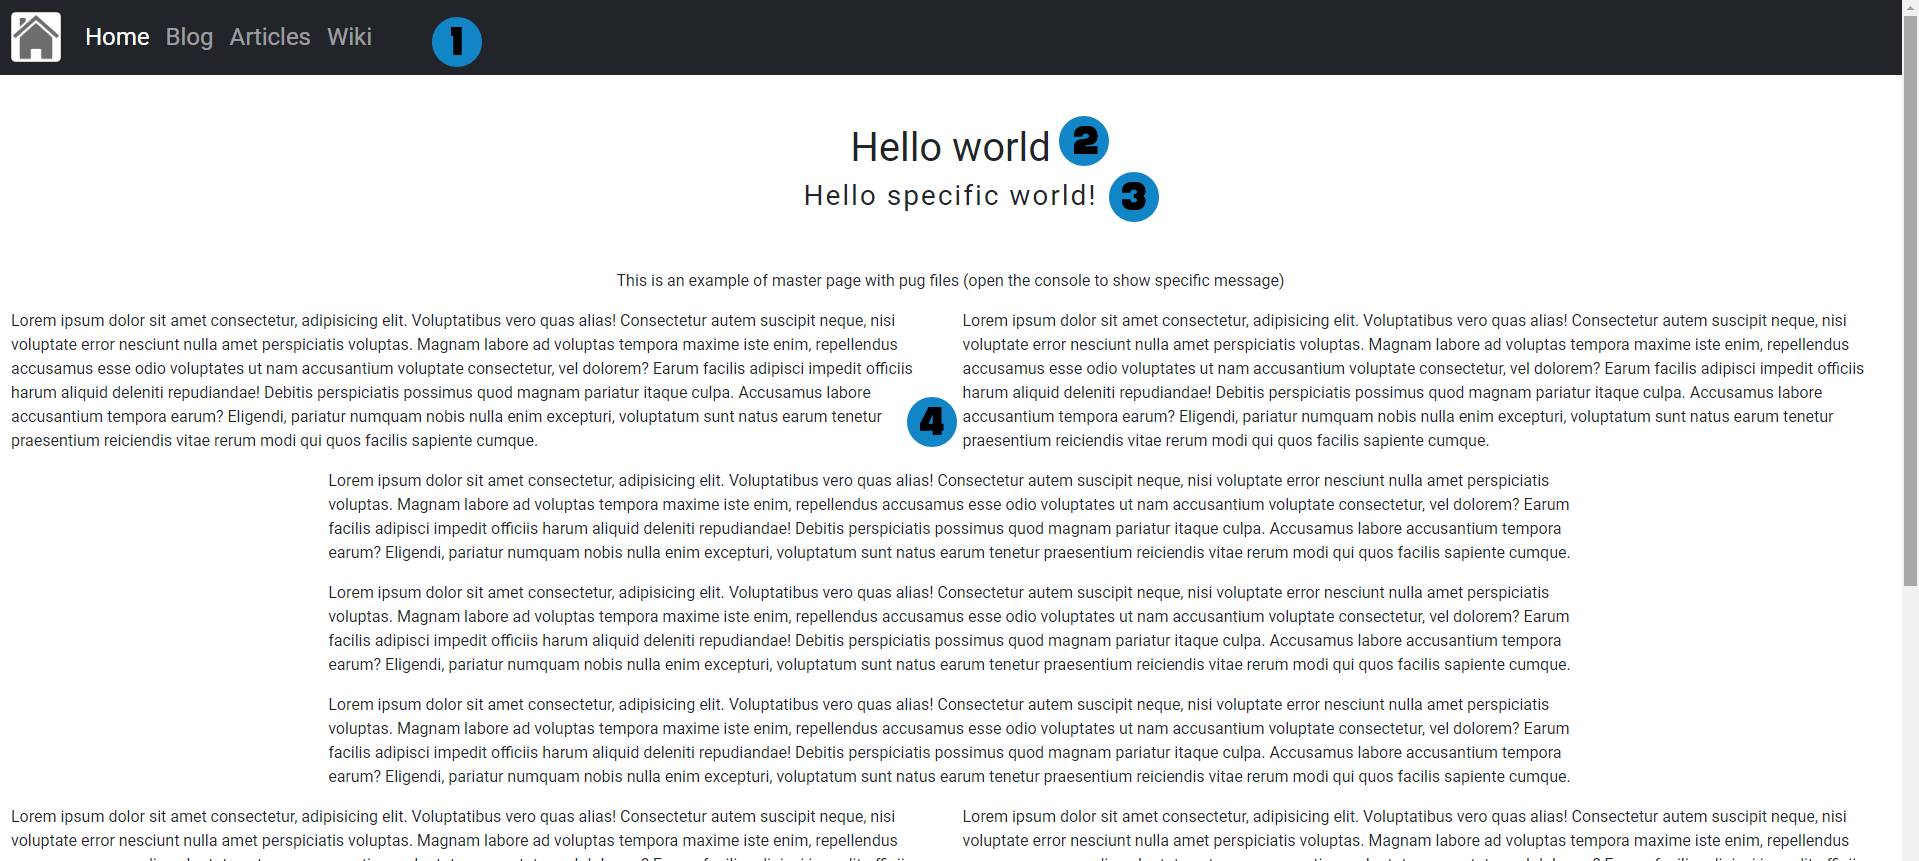 Home Blog Articles Wiki 1
Hello world 2
Hello specific world! 3
This is an example of master page with pug files (open the console to show specific message)
Lorem ipsum dolor sit amet consectetur, adipisicing elit. Voluptatibus vero quas alias! Consectetur autem suscipit neque, nisi
voluptate error nesciunt nulla amet perspiciatis voluptas. Magnam labore ad voluptas tempora maxime iste enim, repellendus
accusamus esse odio voluptates ut nam accusantium voluptate consectetur, vel dolorem? Earum facilis adipisci impedit officiis
harum aliquid deleniti repudiandae! Debitis perspiciatis possimus quod magnam pariatur itaque culpa. Accusamus labore
accusantium tempora earum? Eligendi, pariatur numquam nobis nulla enim excepturi, voluptatum sunt natus earum tenetur
praesentium reiciendis vitae rerum modi qui quos facilis sapiente cumque.
4
Lorem ipsum dolor sit amet consectetur, adipisicing elit. Voluptatibus vero quas alias! Consectetur autem suscipit neque, nisi
voluptate error nesciunt nulla amet perspiciatis voluptas. Magnam labore ad voluptas tempora maxime iste enim, repellendus
accusamus esse odio voluptates ut nam accusantium voluptate consectetur, vel dolorem? Earum facilis adipisci impedit officiis
harum aliquid deleniti repudiandae! Debitis perspiciatis possimus quod magnam pariatur itaque culpa. Accusamus labore
accusantium tempora earum? Eligendi, pariatur numquam nobis nulla enim excepturi, voluptatum sunt natus earum tenetur
praesentium reiciendis vitae rerum modi qui quos facilis sapiente cumque.
Lorem ipsum dolor sit amet consectetur, adipisicing elit. Voluptatibus vero quas alias! Consectetur autem suscipit neque, nisi voluptate error nesciunt nulla amet perspiciatis
voluptas. Magnam labore ad voluptas tempora maxime iste enim, repellendus accusamus esse odio voluptates ut nam accusantium voluptate consectetur, vel dolorem? Earum
facilis adipisci impedit officiis harum aliquid deleniti repudiandae! Debitis perspiciatis possimus quod magnam pariatur itaque culpa. Accusamus labore accusantium tempora
earum? Eligendi, pariatur numquam nobis nulla enim excepturi, voluptatum sunt natus earum tenetur praesentium reiciendis vitae rerum modi qui quos facilis sapiente cumque.
Lorem ipsum dolor sit amet consectetur, adipisicing elit. Voluptatibus vero quas alias! Consectetur autem suscipit neque, nisi voluptate error nesciunt nulla amet perspiciatis
voluptas. Magnam labore ad voluptas tempora maxime iste enim, repellendus accusamus esse odio voluptates ut nam accusantium voluptate consectetur, vel dolorem? Earum
facilis adipisci impedit officiis harum aliquid deleniti repudiandae! Debitis perspiciatis possimus quod magnam pariatur itaque culpa. Accusamus labore accusantium tempora
earum? Eligendi, pariatur numquam nobis nulla enim excepturi, voluptatum sunt natus earum tenetur praesentium reiciendis vitae rerum modi qui quos facilis sapiente cumque.
Lorem ipsum dolor sit amet consectetur, adipisicing elit. Voluptatibus vero quas alias! Consectetur autem suscipit neque, nisi voluptate error nesciunt nulla amet perspiciatis
voluptas. Magnam labore ad voluptas tempora maxime iste enim, repellendus accusamus esse odio voluptates ut nam accusantium voluptate consectetur, vel dolorem? Earum
facilis adipisci impedit officiis harum aliquid deleniti repudiandae! Debitis perspiciatis possimus quod magnam pariatur itaque culpa. Accusamus labore accusantium tempora
earum? Eligendi, pariatur numquam nobis nulla enim excepturi, voluptatum sunt natus earum tenetur praesentium reiciendis vitae rerum modi qui quos facilis sapiente cumque.
Lorem ipsum dolor sit amet consectetur, adipisicing elit. Voluptatibus vero quas alias! Consectetur autem suscipit neque, nisi
voluptate error nesciunt nulla amet perspiciatis voluptas. Magnam labore ad voluptas tempora maxime iste enim, repellendus
Lorem ipsum dolor sit amet consectetur, adipisicing elit. Voluptatibus vero quas alias! Consectetur autem suscipit neque, nisi
voluptate error nesciunt nulla amet perspiciatis voluptas. Magnam labore ad voluptas tempora maxime iste enim, repellendus